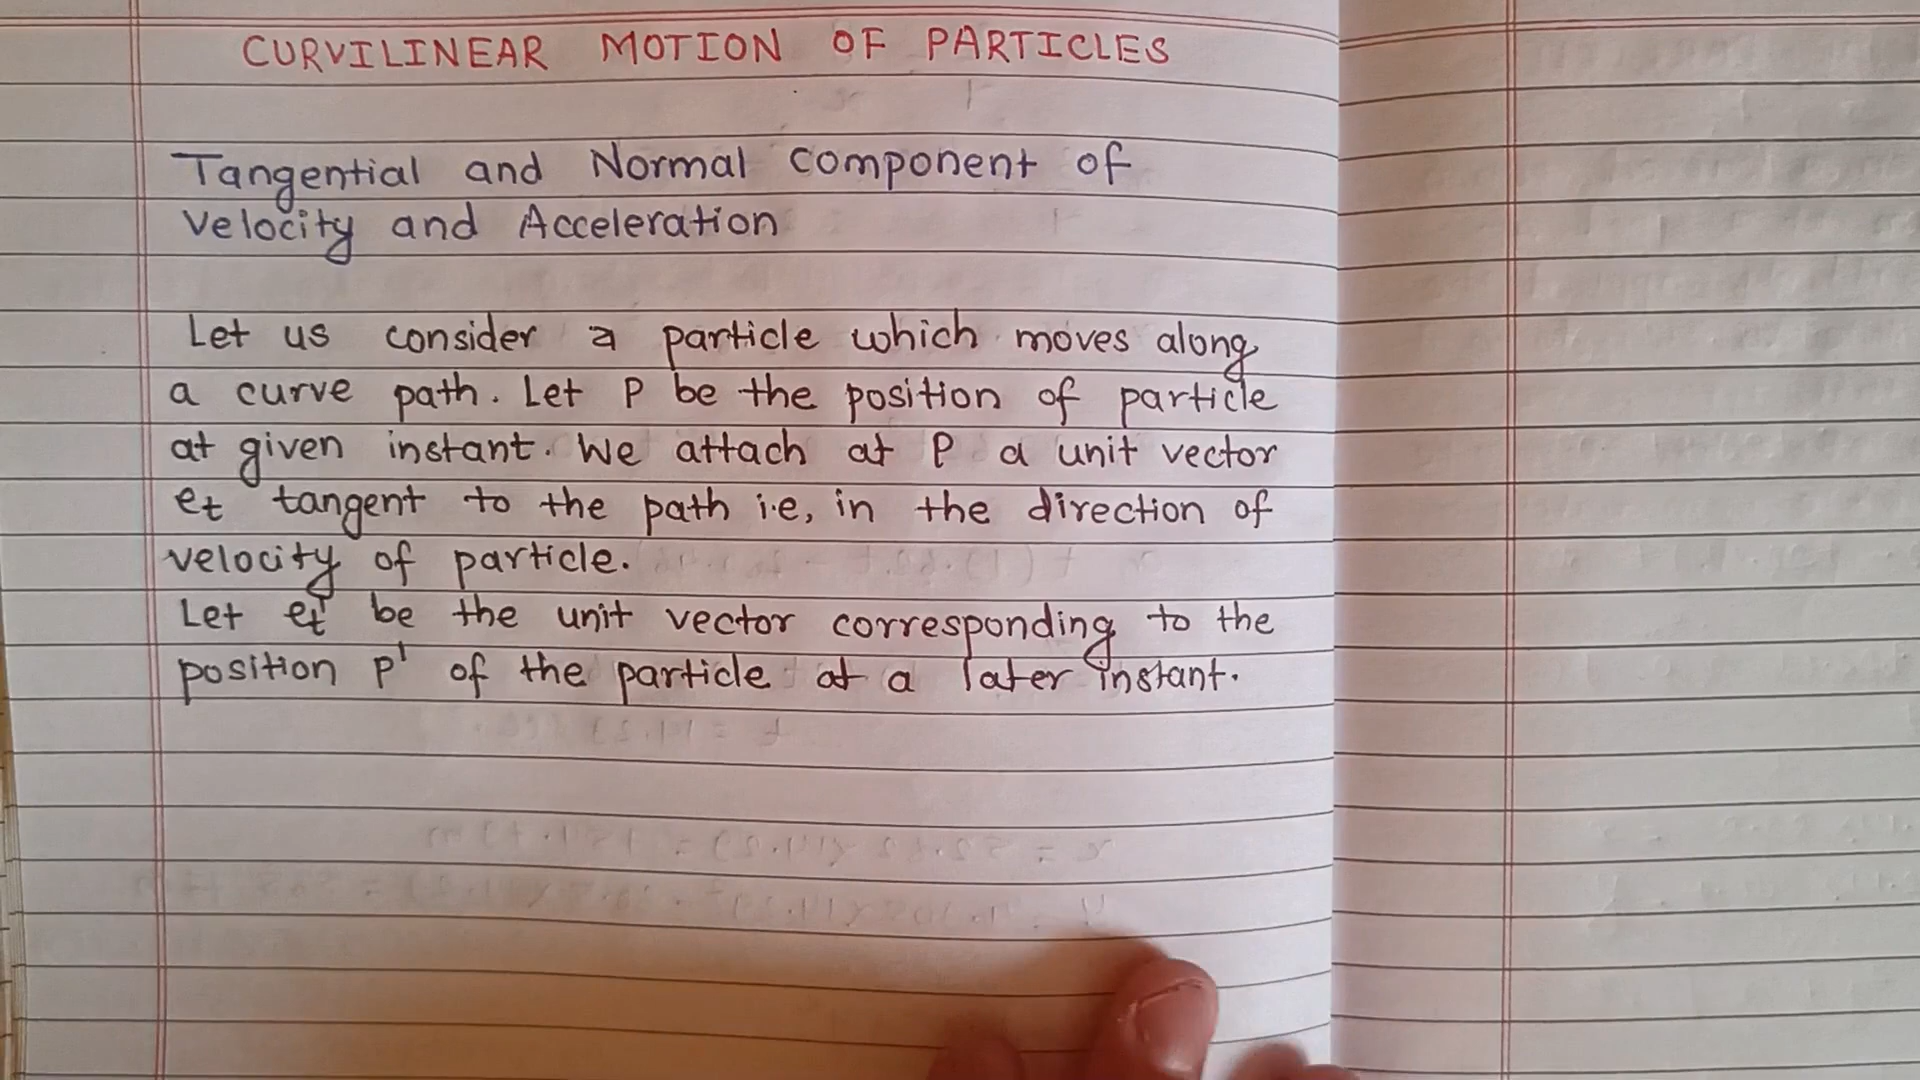 CURVILINEAR MOTION OF PARTICLES
Tangential and Normal component of
Velocity and Acceleration
Let us consider a particle which moves along
a curve path. Let P be the position of particle
at given instant. We attach at P a unit vector
et tangent to the path i.e, in the direction of
velocity of particle.
Let et' be the unit vector corresponding to the
position P' of the particle at a later instant.